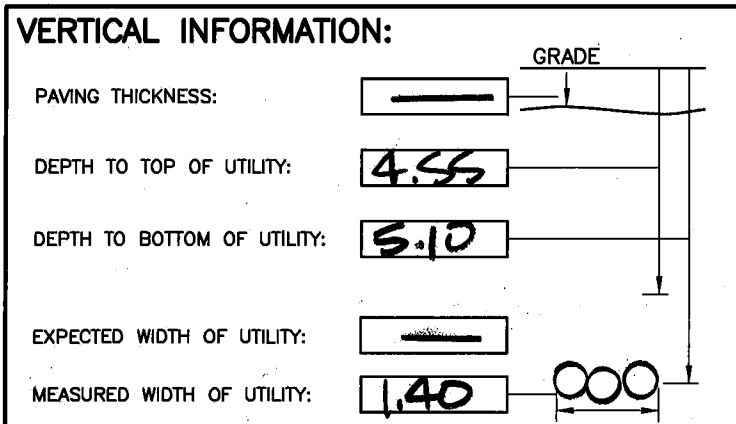 VERTICAL INFORMATION:
GRADE
PAVING THICKNESS: —
DEPTH TO TOP OF UTILITY: 4.55
DEPTH TO BOTTOM OF UTILITY: 5.10
EXPECTED WIDTH OF UTILITY: —
MEASURED WIDTH OF UTILITY: 1.40